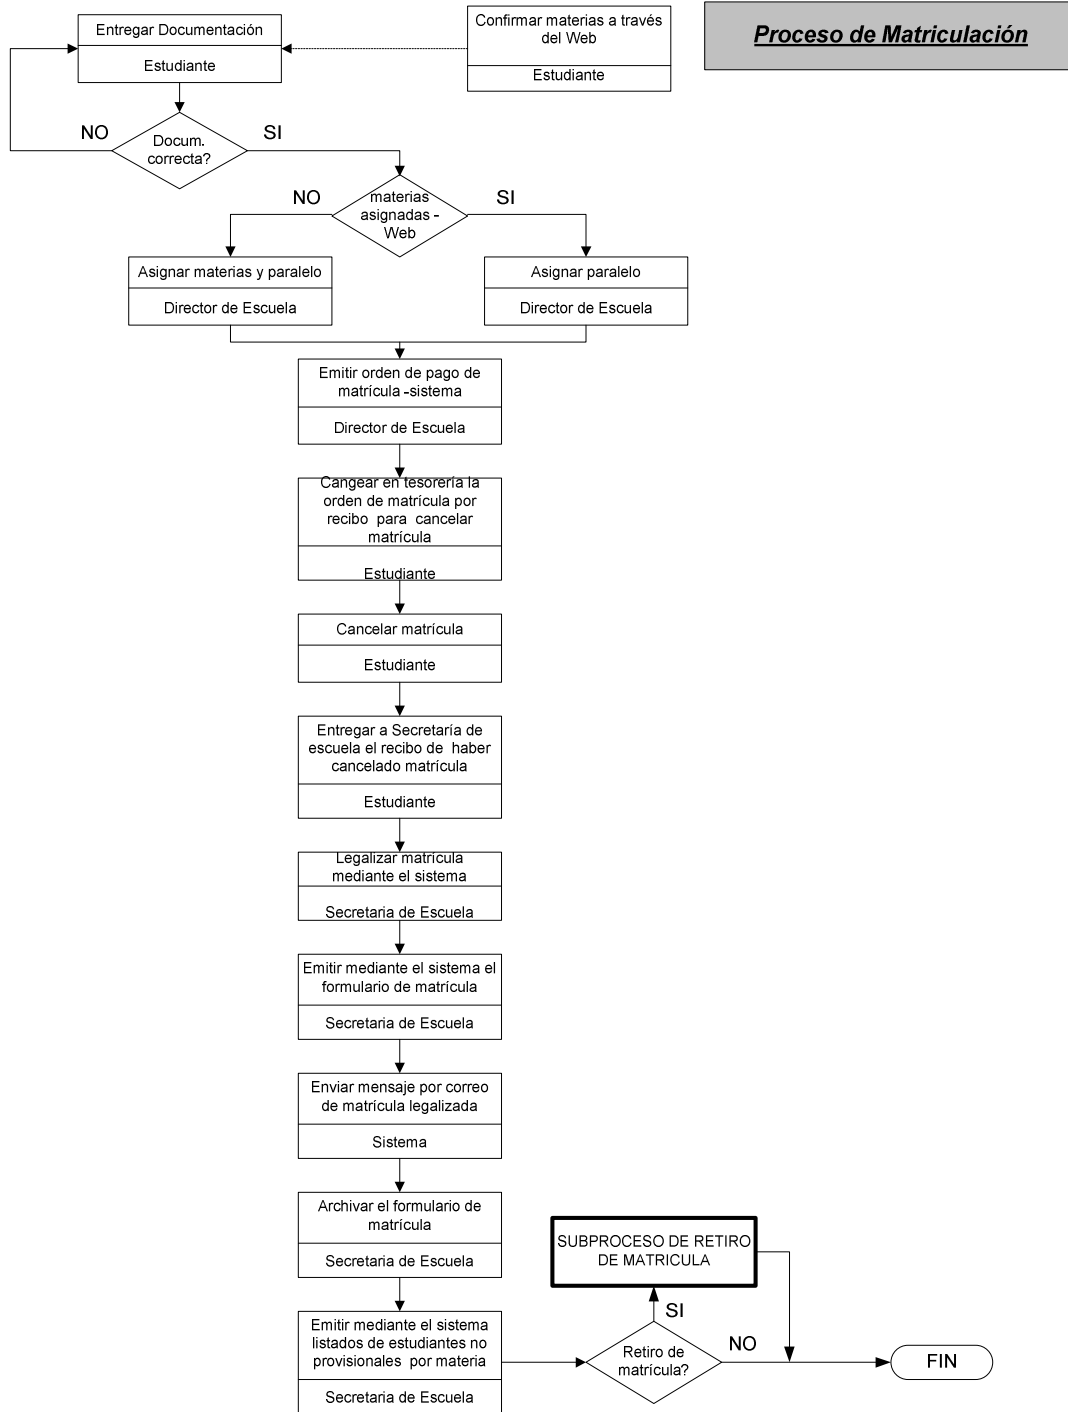 Proceso de Matriculación
Entregar Documentación
Estudiante
Confirmar materias a través
del Web
Estudiante
NO
Docum.
correcta?
SI
NO
materias
asignadas -
Web
SI
Asignar materias y paralelo
Director de Escuela
Asignar paralelo
Director de Escuela
Emitir orden de pago de
matrícula -sistema
Director de Escuela
Cangear en tesorería la
orden de matrícula por
recibo para cancelar
matrícula
Estudiante
Cancelar matrícula
Estudiante
Entregar a Secretaría de
escuela el recibo de haber
cancelado matrícula
Estudiante
Legalizar matrícula
mediante el sistema
Secretaria de Escuela
Emitir mediante el sistema el
formulario de matrícula
Secretaria de Escuela
Enviar mensaje por correo
de matrícula legalizada
Sistema
Archivar el formulario de
matrícula
Secretaria de Escuela
Emitir mediante el sistema
listados de estudiantes no
provisionales por materia
Secretaria de Escuela
SUBPROCESO DE RETIRO
DE MATRICULA
SI
Retiro de
matrícula?
NO
FIN